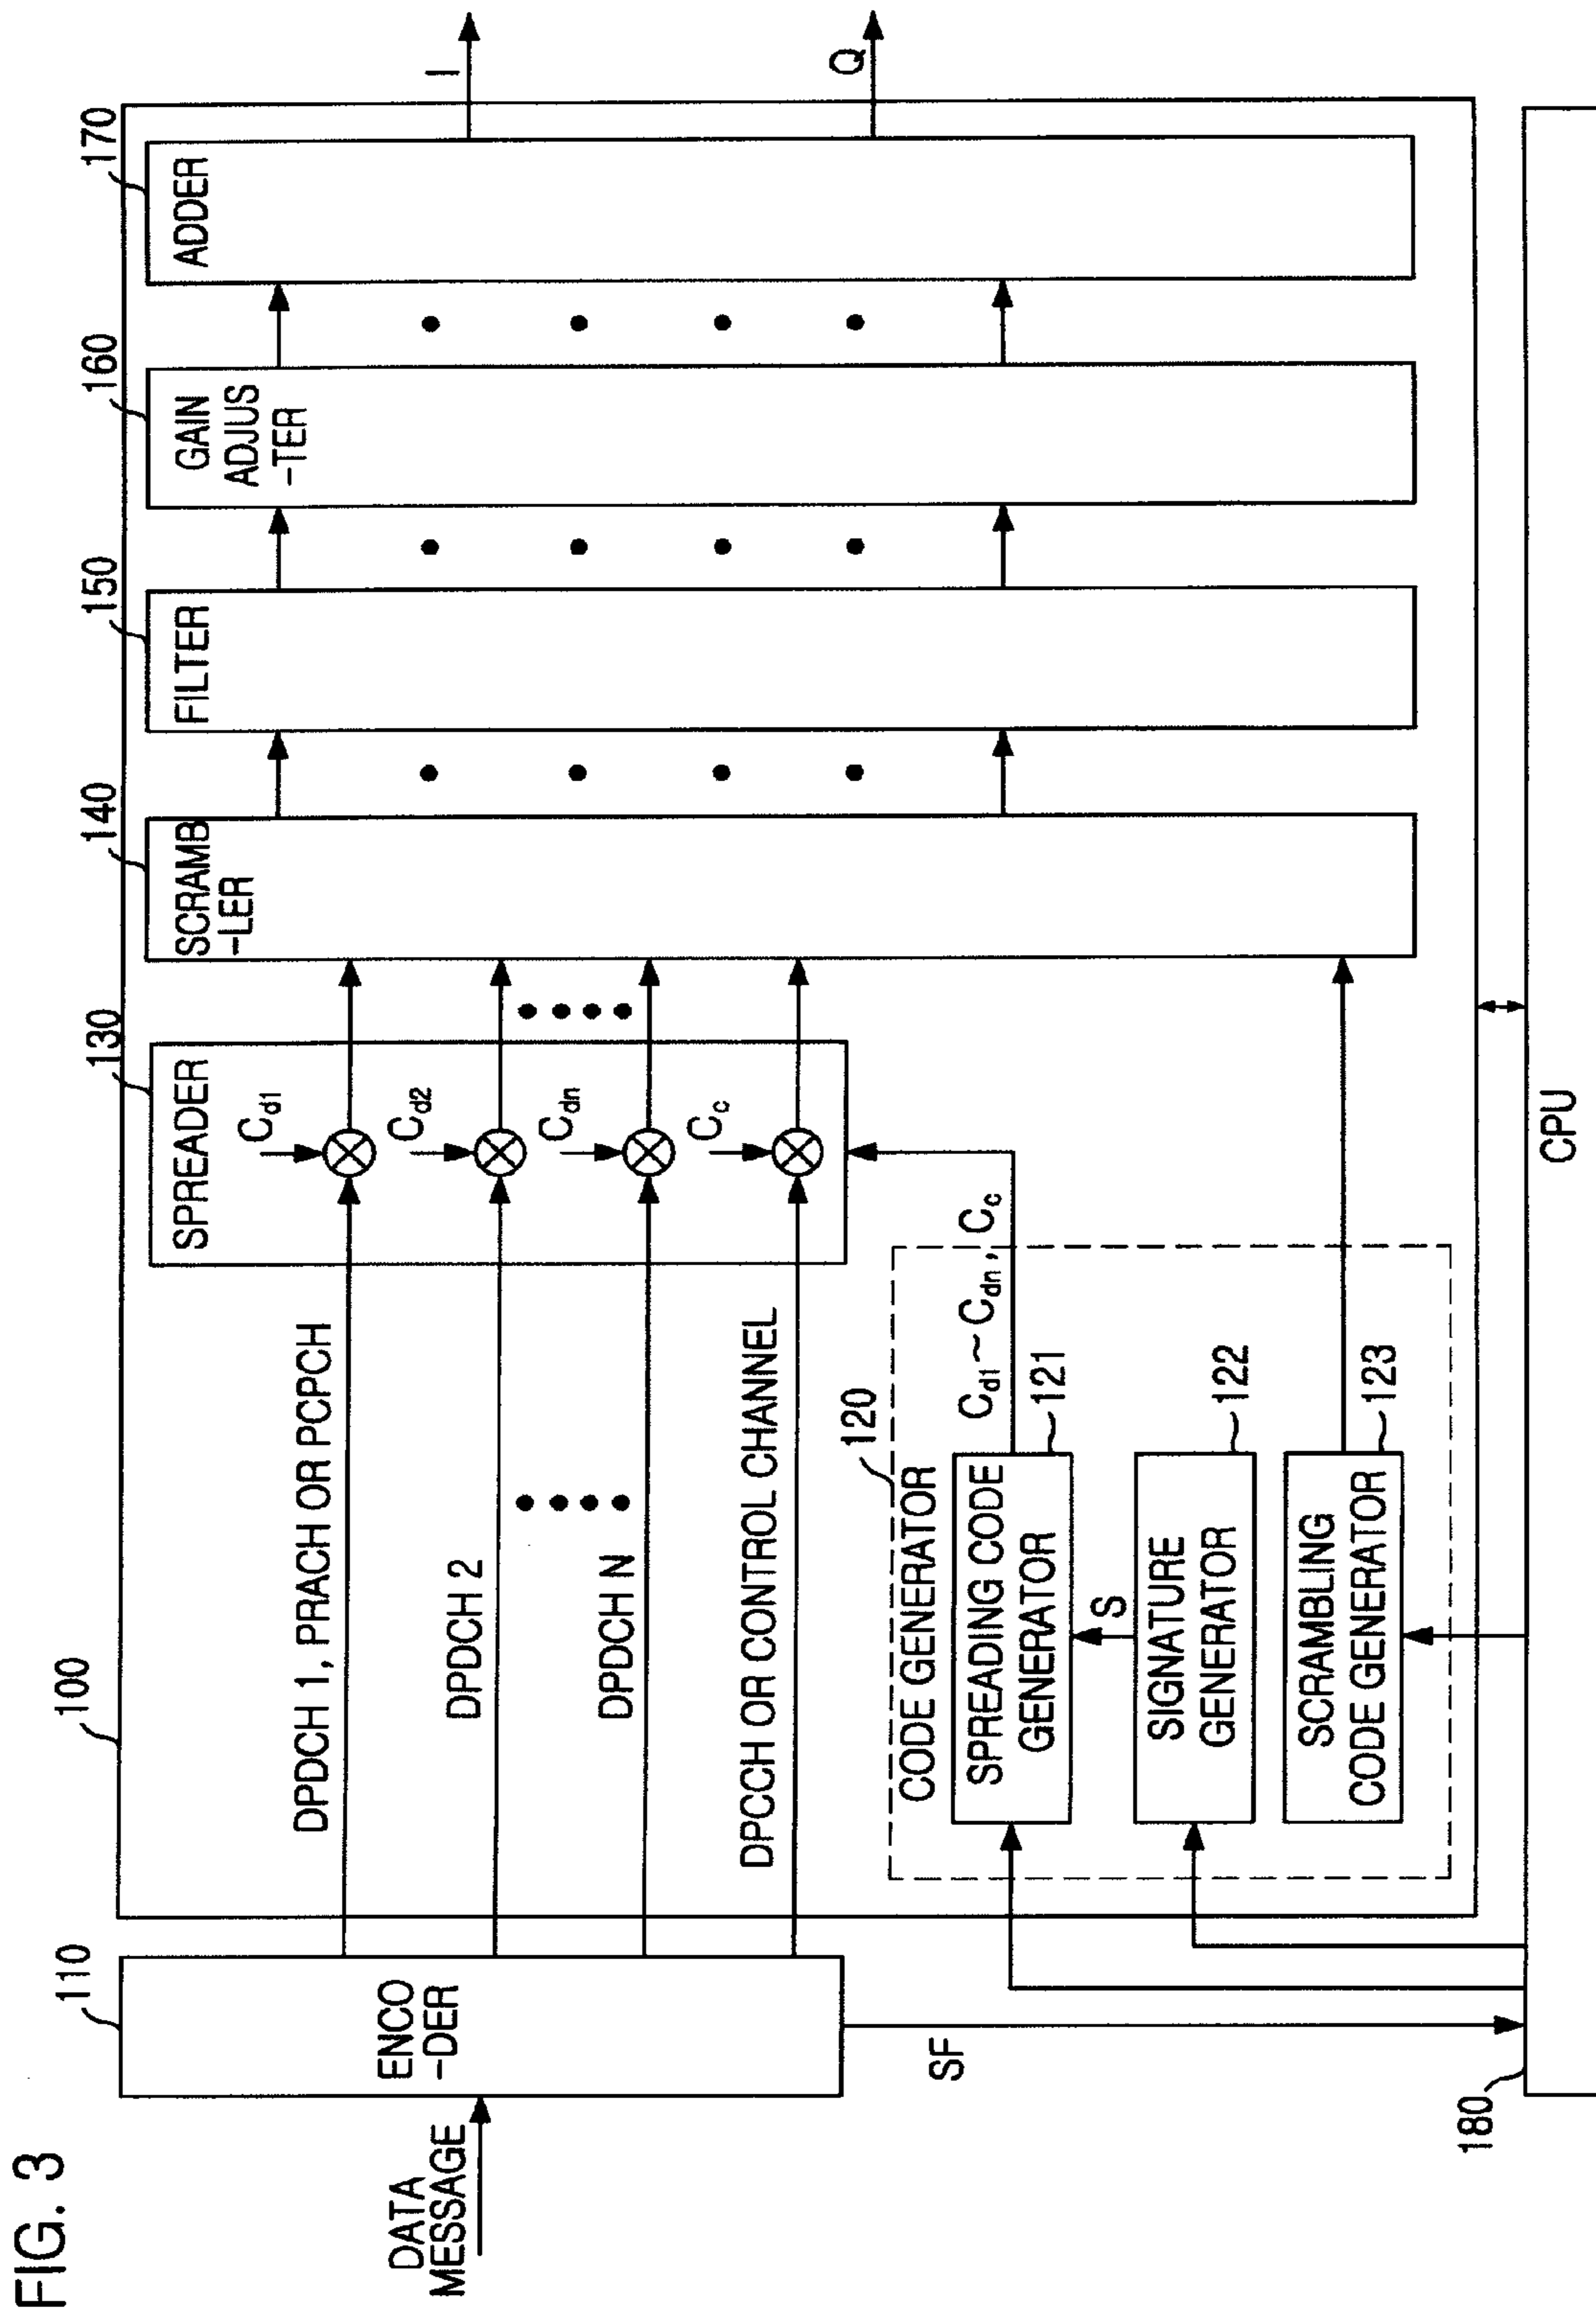 FIG. 3
DATA
MESSAGE
110
ENCO
-DER
SF
180
CPU
100
DPDCH 1, PRACH OR PCPCH
DPDCH 2
DPDCH N
DPCCH OR CONTROL CHANNEL
120
CODE GENERATOR
SPREADING CODE
GENERATOR
121
S
SIGNATURE
GENERATOR
122
SCRAMBLING
CODE GENERATOR
123
Cd1 ~ Cdn, Cc
130
SPREADER
Cd1
Cd2
Cdn
Cc
140
SCRAMB
-LER
150
FILTER
160
GAIN
ADJUS
-TER
170
ADDER
I
Q